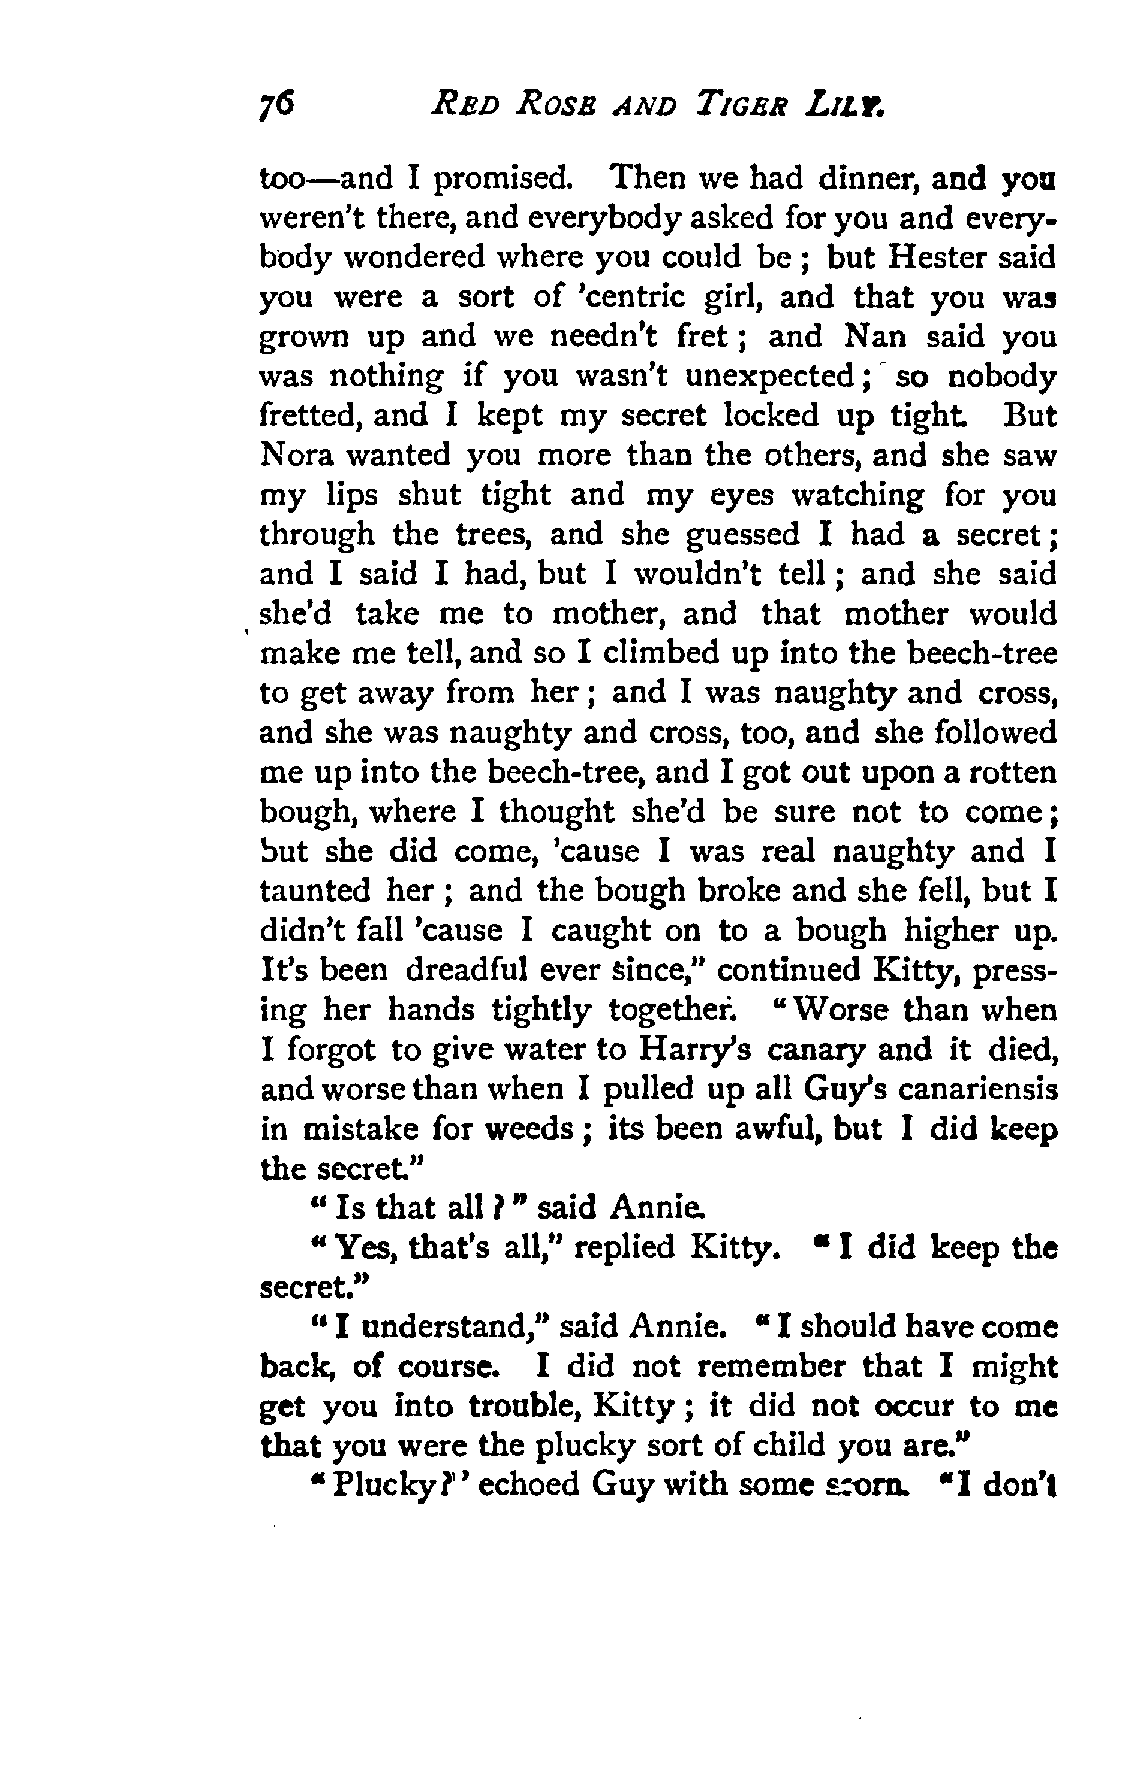 76 RED ROSE AND TIGER LILY.
too—and I promised. Then we had dinner, and you
weren't there, and everybody asked for you and every-
body wondered where you could be ; but Hester said
you were a sort of 'centric girl, and that you was
grown up and we needn't fret ; and Nan said you
was nothing if you wasn't unexpected ; so nobody
fretted, and I kept my secret locked up tight. But
Nora wanted you more than the others, and she saw
my lips shut tight and my eyes watching for you
through the trees, and she guessed I had a secret ;
and I said I had, but I wouldn't tell ; and she said
she'd take me to mother, and that mother would
make me tell, and so I climbed up into the beech-tree
to get away from her ; and I was naughty and cross,
and she was naughty and cross, too, and she followed
me up into the beech-tree, and I got out upon a rotten
bough, where I thought she'd be sure not to come ;
but she did come, 'cause I was real naughty and I
taunted her ; and the bough broke and she fell, but I
didn't fall 'cause I caught on to a bough higher up.
It's been dreadful ever since," continued Kitty, press-
ing her hands tightly together. "Worse than when
I forgot to give water to Harry's canary and it died,
and worse than when I pulled up all Guy's canariensis
in mistake for weeds ; its been awful, but I did keep
the secret."
"Is that all ?" said Annie.
"Yes, that's all," replied Kitty. "I did keep the
secret."
"I understand," said Annie. "I should have come
back, of course. I did not remember that I might
get you into trouble, Kitty ; it did not occur to me
that you were the plucky sort of child you are."
"Plucky?" echoed Guy with some scorn. "I don't